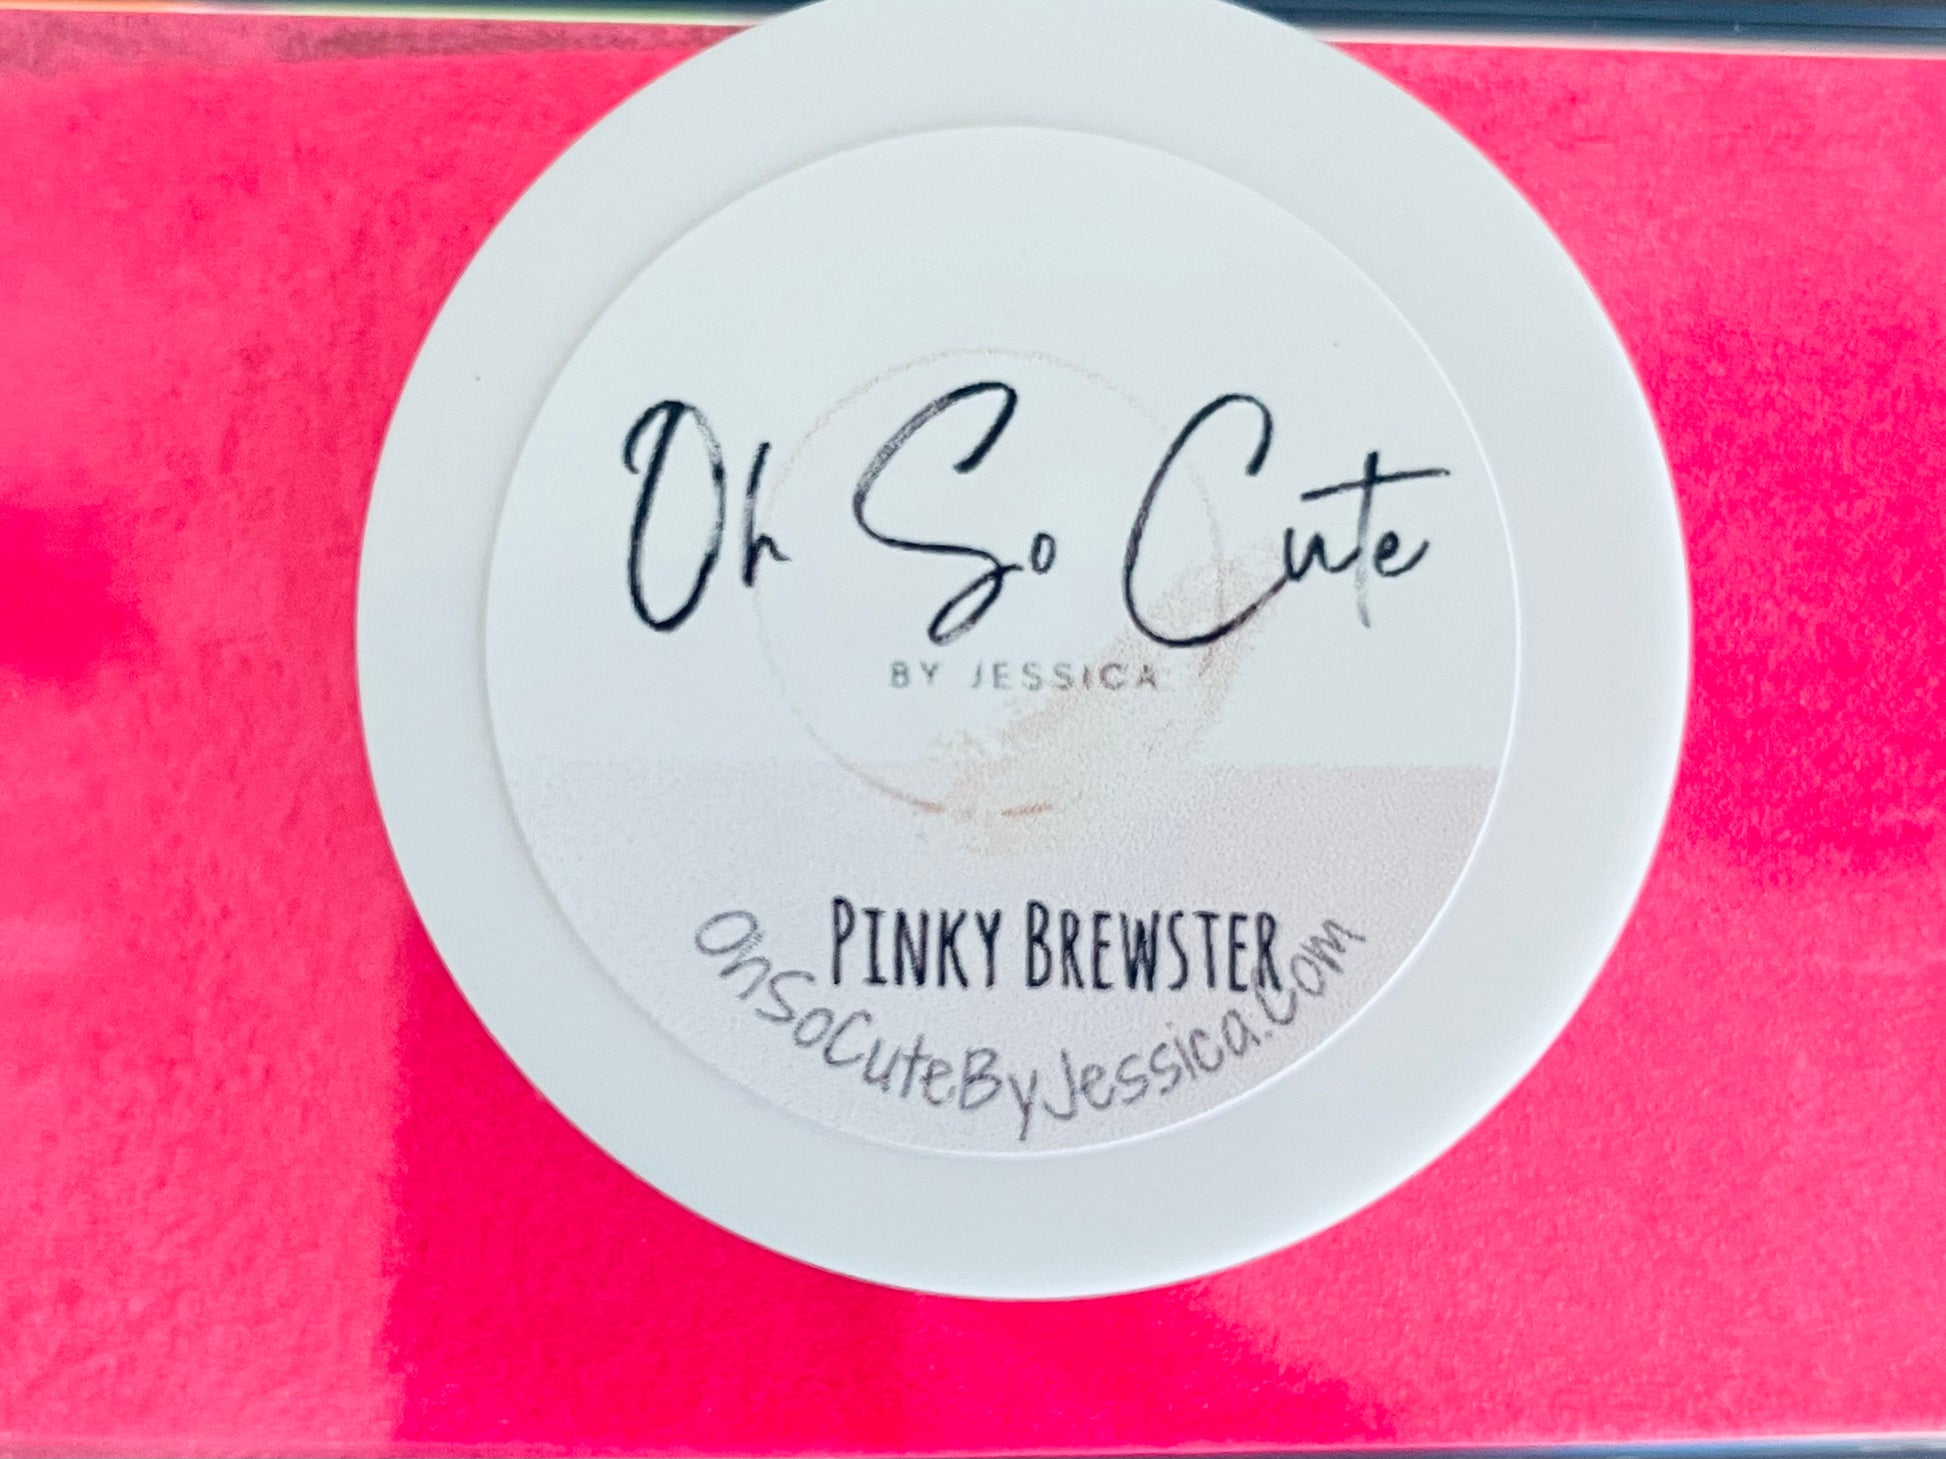 Oh So Cute
BY JESSICA
PINKY BREWSTER
OhSoCuteByJessica.com